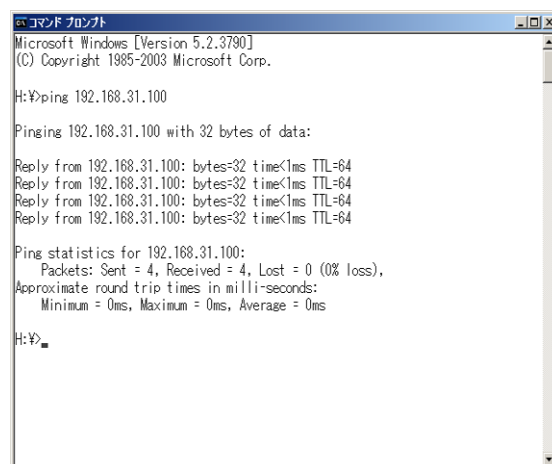 コマンド プロンプト
Microsoft Windows [Version 5.2.3790]
(C) Copyright 1985-2003 Microsoft Corp.
H:¥>ping 192.168.31.100
Pinging 192.168.31.100 with 32 bytes of data:
Reply from 192.168.31.100: bytes=32 time<1ms TTL=64
Reply from 192.168.31.100: bytes=32 time<1ms TTL=64
Reply from 192.168.31.100: bytes=32 time<1ms TTL=64
Reply from 192.168.31.100: bytes=32 time<1ms TTL=64
Ping statistics for 192.168.31.100:
Packets: Sent = 4, Received = 4, Lost = 0 (0% loss),
Approximate round trip times in milli-seconds:
Minimum = 0ms, Maximum = 0ms, Average = 0ms
H:¥>_